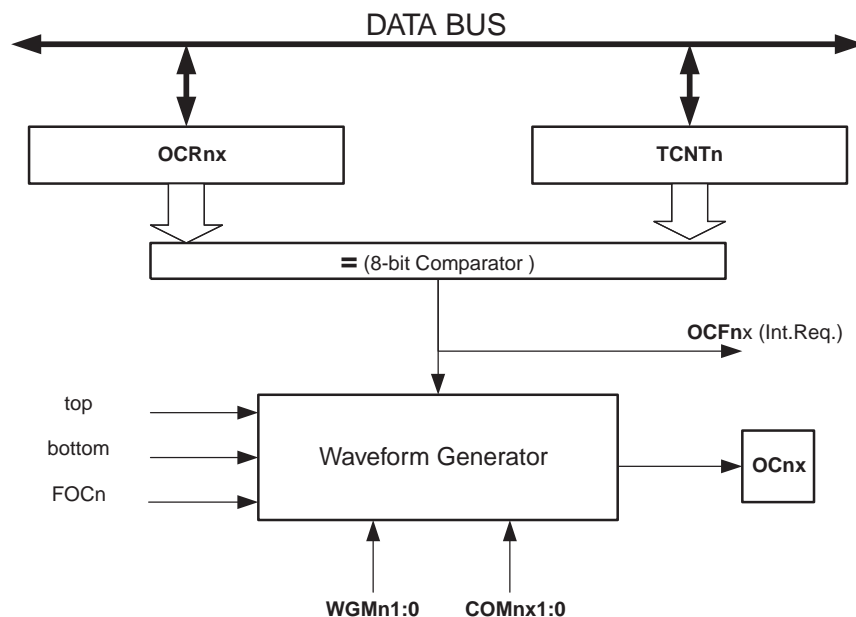 DATA BUS
OCRnx
TCNTn
= (8-bit Comparator )
OCFnx (Int.Req.)
top
bottom
FOCn
Waveform Generator
OCnx
WGMn1:0
COMnx1:0